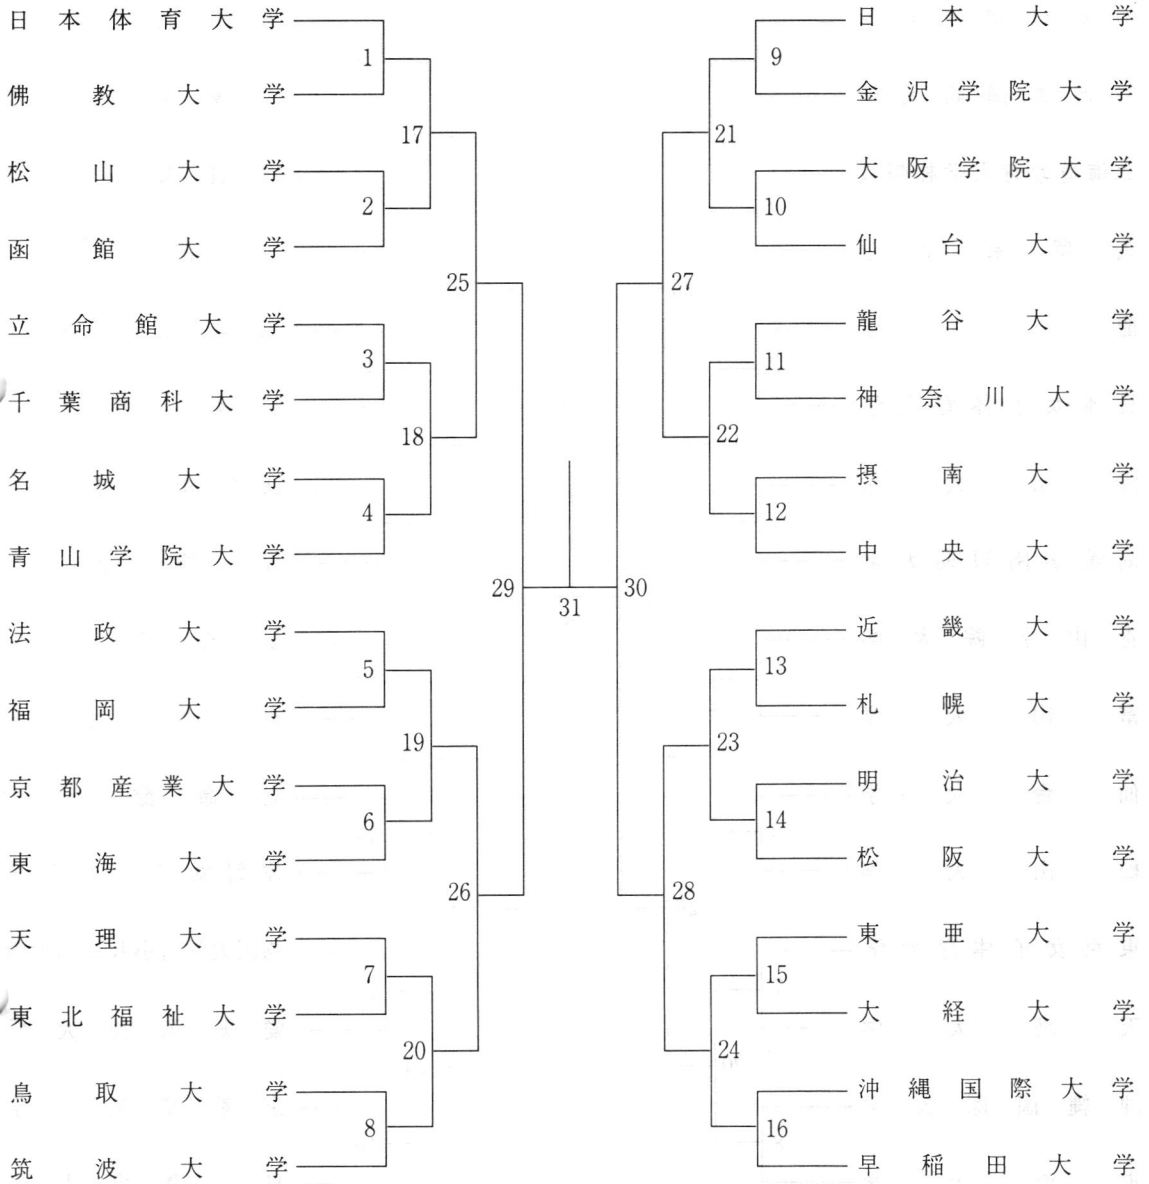 日本体育大学
1
佛教大学
17
松山大学
2
函館大学
25
立命館大学
3
千葉商科大学
18
名城大学
4
青山学院大学
29
法政大学
5
福岡大学
19
京都産業大学
6
東海大学
26
天理大学
7
東北福祉大学
20
鳥取大学
8
筑波大学
31
日本大学
9
金沢学院大学
21
大阪学院大学
10
仙台大学
27
龍谷大学
11
神奈川大学
22
摂南大学
12
中央大学
30
近畿大学
13
札幌大学
23
明治大学
14
松阪大学
28
東亜大学
15
大経大学
24
沖縄国際大学
16
早稲田大学